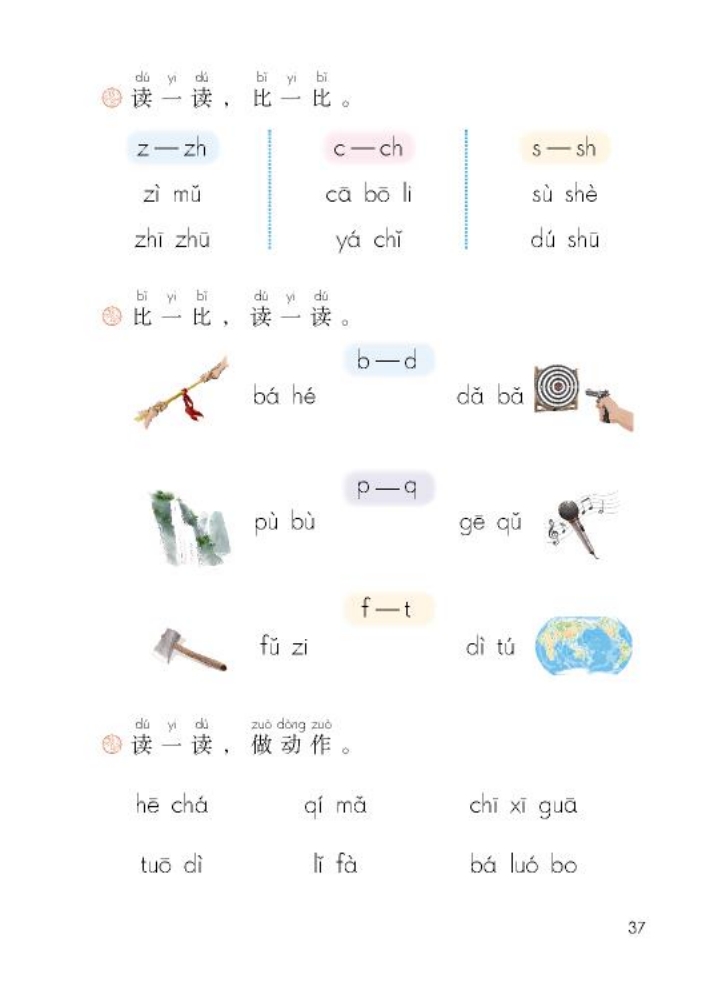 dú yi dú bǐ yi bǐ
读一读，比一比。
z — zh c — ch s — sh
zì mǔ cā bō li sù shè
zhī zhū yá chǐ dú shū
bǐ yi bǐ dú yi dú
比一比，读一读。
b — d
bá hé dǎ bǎ
p — q
pù bù gē qǔ
f — t
fǔ zi dì tú
dú yi dú zuò dòng zuò
读一读，做动作。
hē chá qí mǎ chī xī guā
tuō dì lǐ fà bá luó bo
37